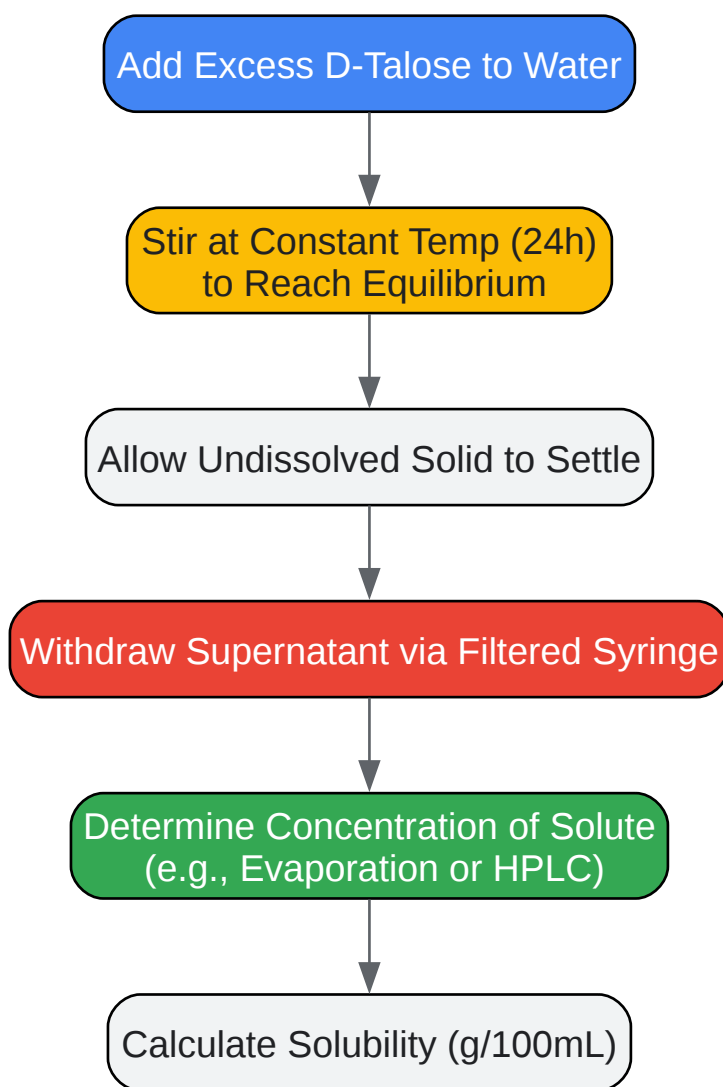 Add Excess D-Talose to Water
Stir at Constant Temp (24h)
to Reach Equilibrium
Allow Undissolved Solid to Settle
Withdraw Supernatant via Filtered Syringe
Determine Concentration of Solute
(e.g., Evaporation or HPLC)
Calculate Solubility (g/100mL)